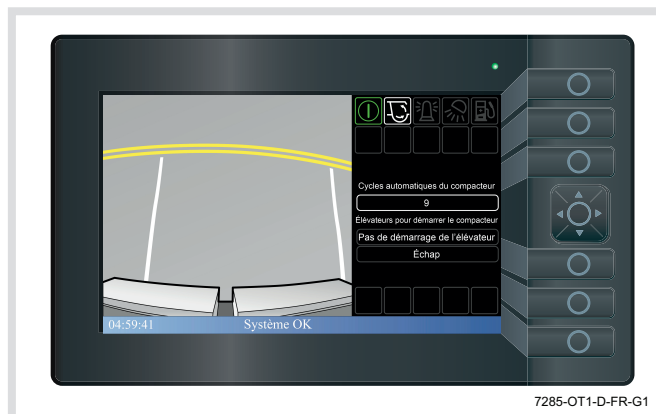 Cycles automatiques du compacteur
9
Élévateurs pour démarrer le compacteur
Pas de démarrage de l'élévateur
Échap
04:59:41 Système OK
7285-OT1-D-FR-G1